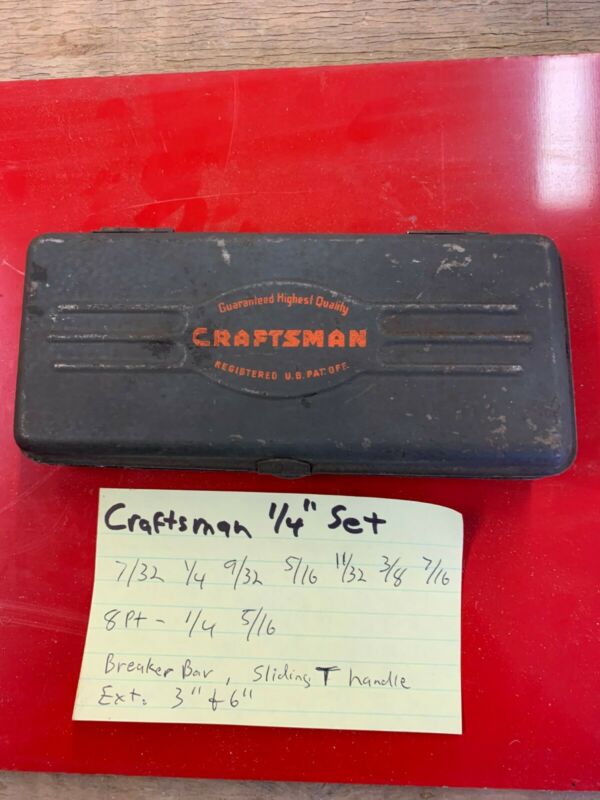 Guaranteed Highest Quality
CRAFTSMAN
REGISTERED U.S. PAT. OFF.
Craftsman 1/4" Set
7/32 1/4 9/32 5/16 11/32 3/8 7/16
8 Pt - 1/4 5/16
Breaker Bar, Sliding T handle
Ext. 3" & 6"